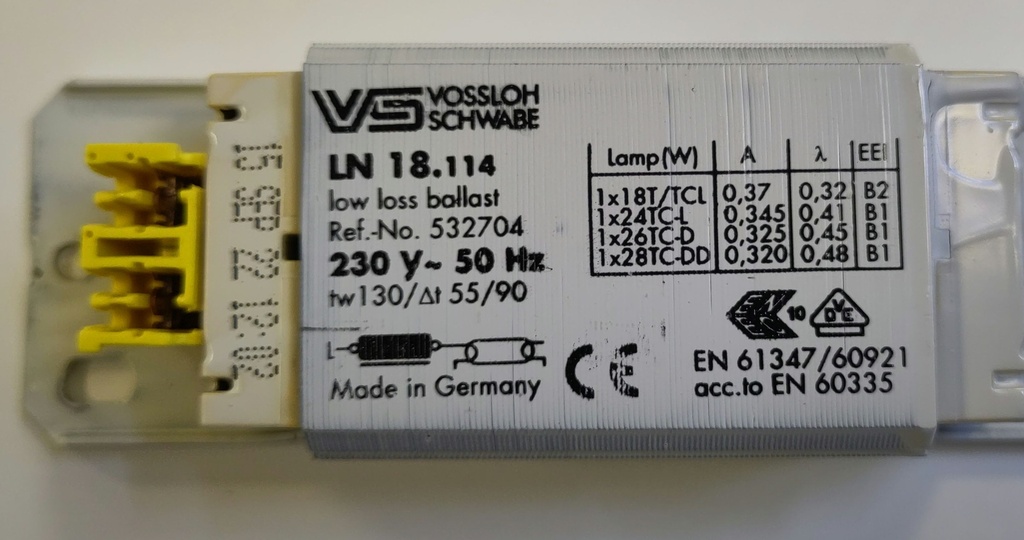 VS VOSSLOH
SCHWABE
LN 18.114
low loss ballast
Ref.-No. 532704
230 V~ 50 Hz
tw130/Δt 55/90
L
Made in Germany
Lamp(W) A λ EEI
1x18T/TCL 0,37 0,32 B2
1x24TC-L 0,345 0,41 B1
1x26TC-D 0,325 0,45 B1
1x28TC-DD 0,320 0,48 B1
10 VDE
CE
EN 61347/60921
acc.to EN 60335